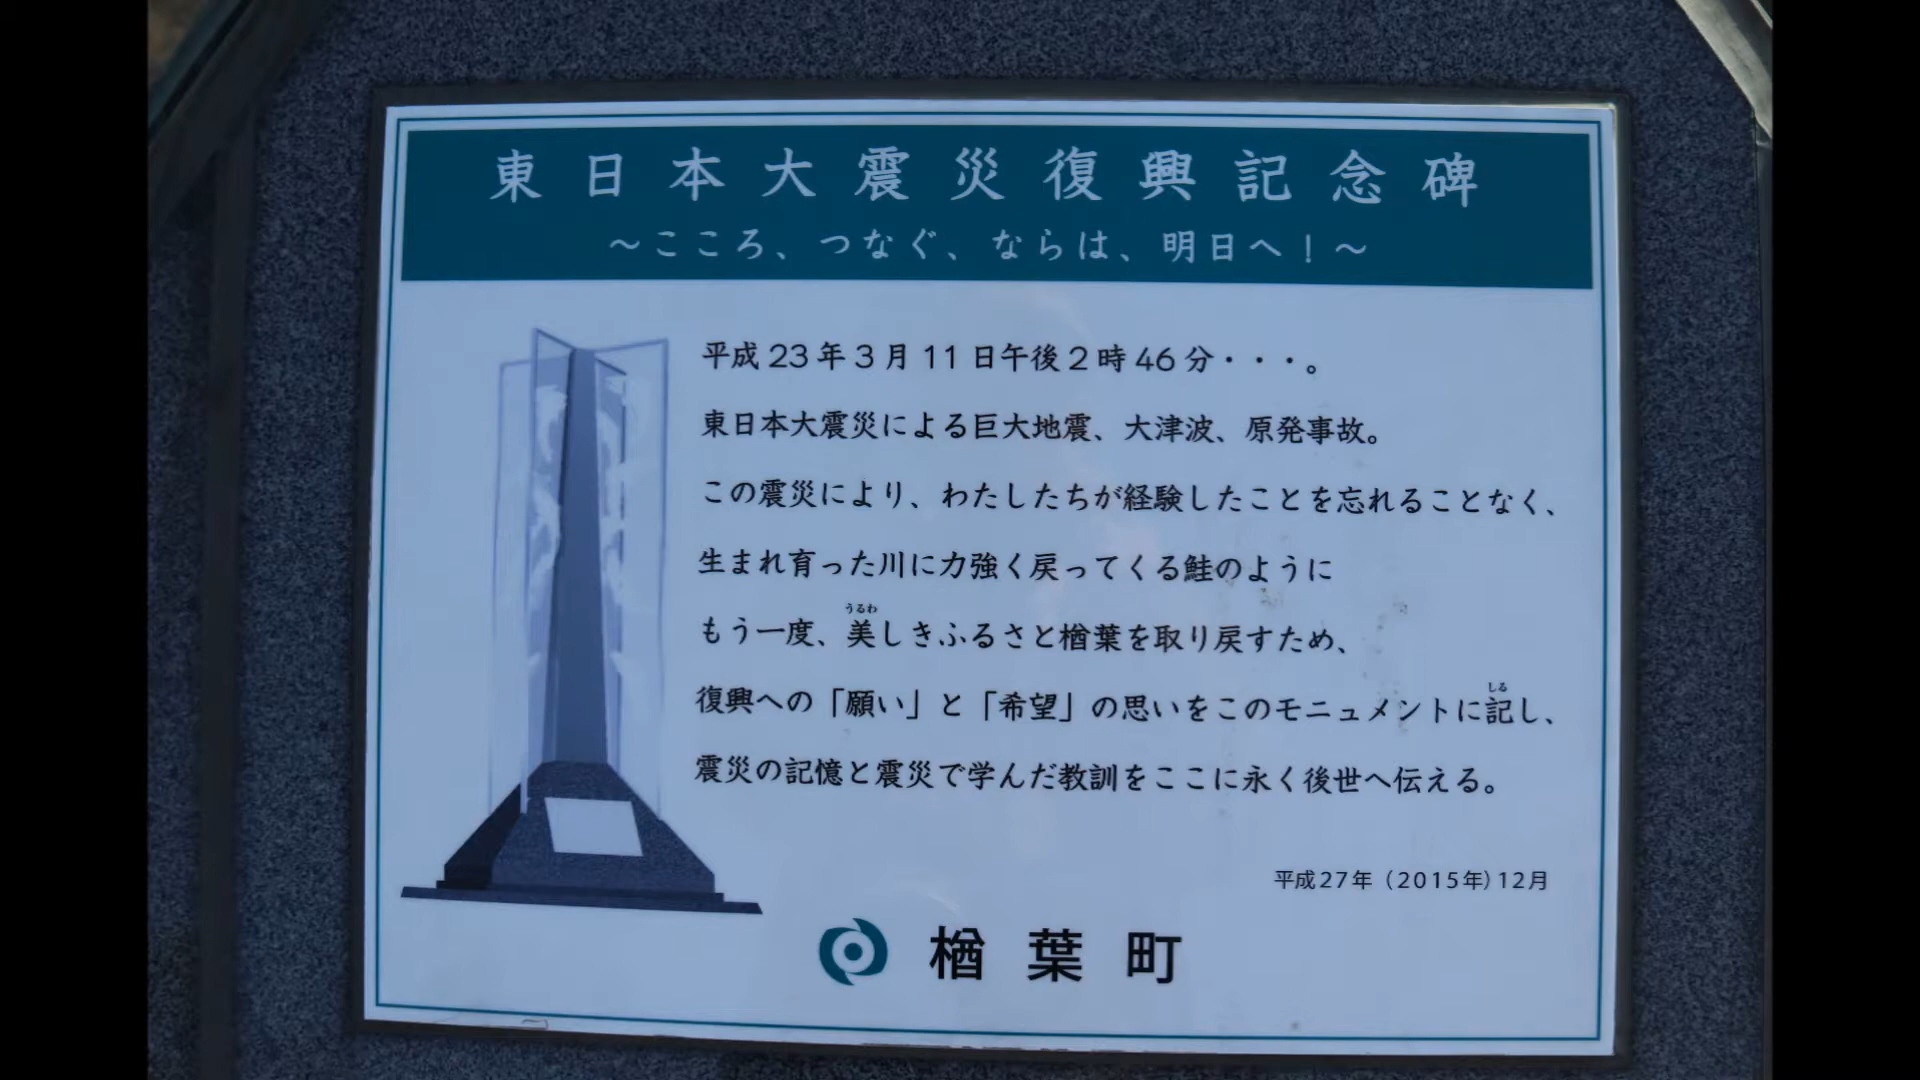 東日本大震災復興記念碑
～こころ、つなぐ、ならは、明日へ！～
平成23年3月11日午後2時46分・・・。
東日本大震災による巨大地震、大津波、原発事故。
この震災により、わたしたちが経験したことを忘れることなく、
生まれ育った川に力強く戻ってくる鮭のように
うるわ
もう一度、美しきふるさと楢葉を取り戻すため、
しる
復興への「願い」と「希望」の思いをこのモニュメントに記し、
震災の記憶と震災で学んだ教訓をここに永く後世へ伝える。
平成27年（2015年）12月
楢葉町